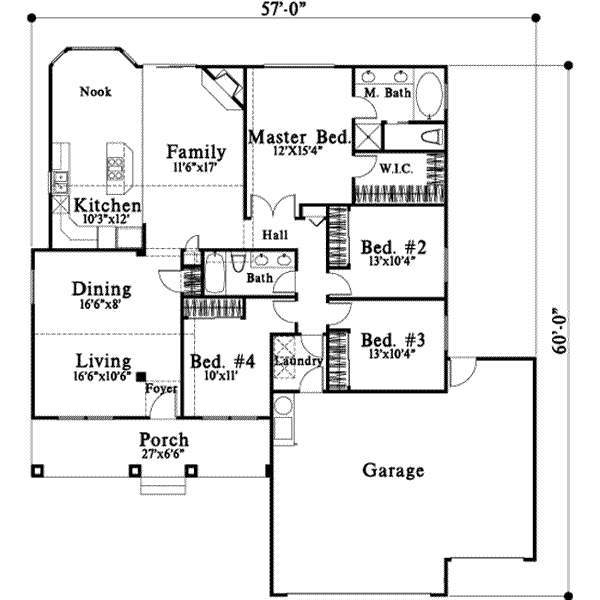 57'-0"
Nook
M. Bath
Master Bed.
12'X15'4"
Family
11'6"x17'
W.I.C.
Kitchen
10'3"x12'
Hall
Bed. #2
13'x10'4"
Bath
Dining
16'6"x8'
60'-0"
Living
16'6"x10'6"
Bed. #4
10'x11'
Laundry
Bed. #3
13'x10'4"
Foyer
Porch
27'x6'6"
Garage